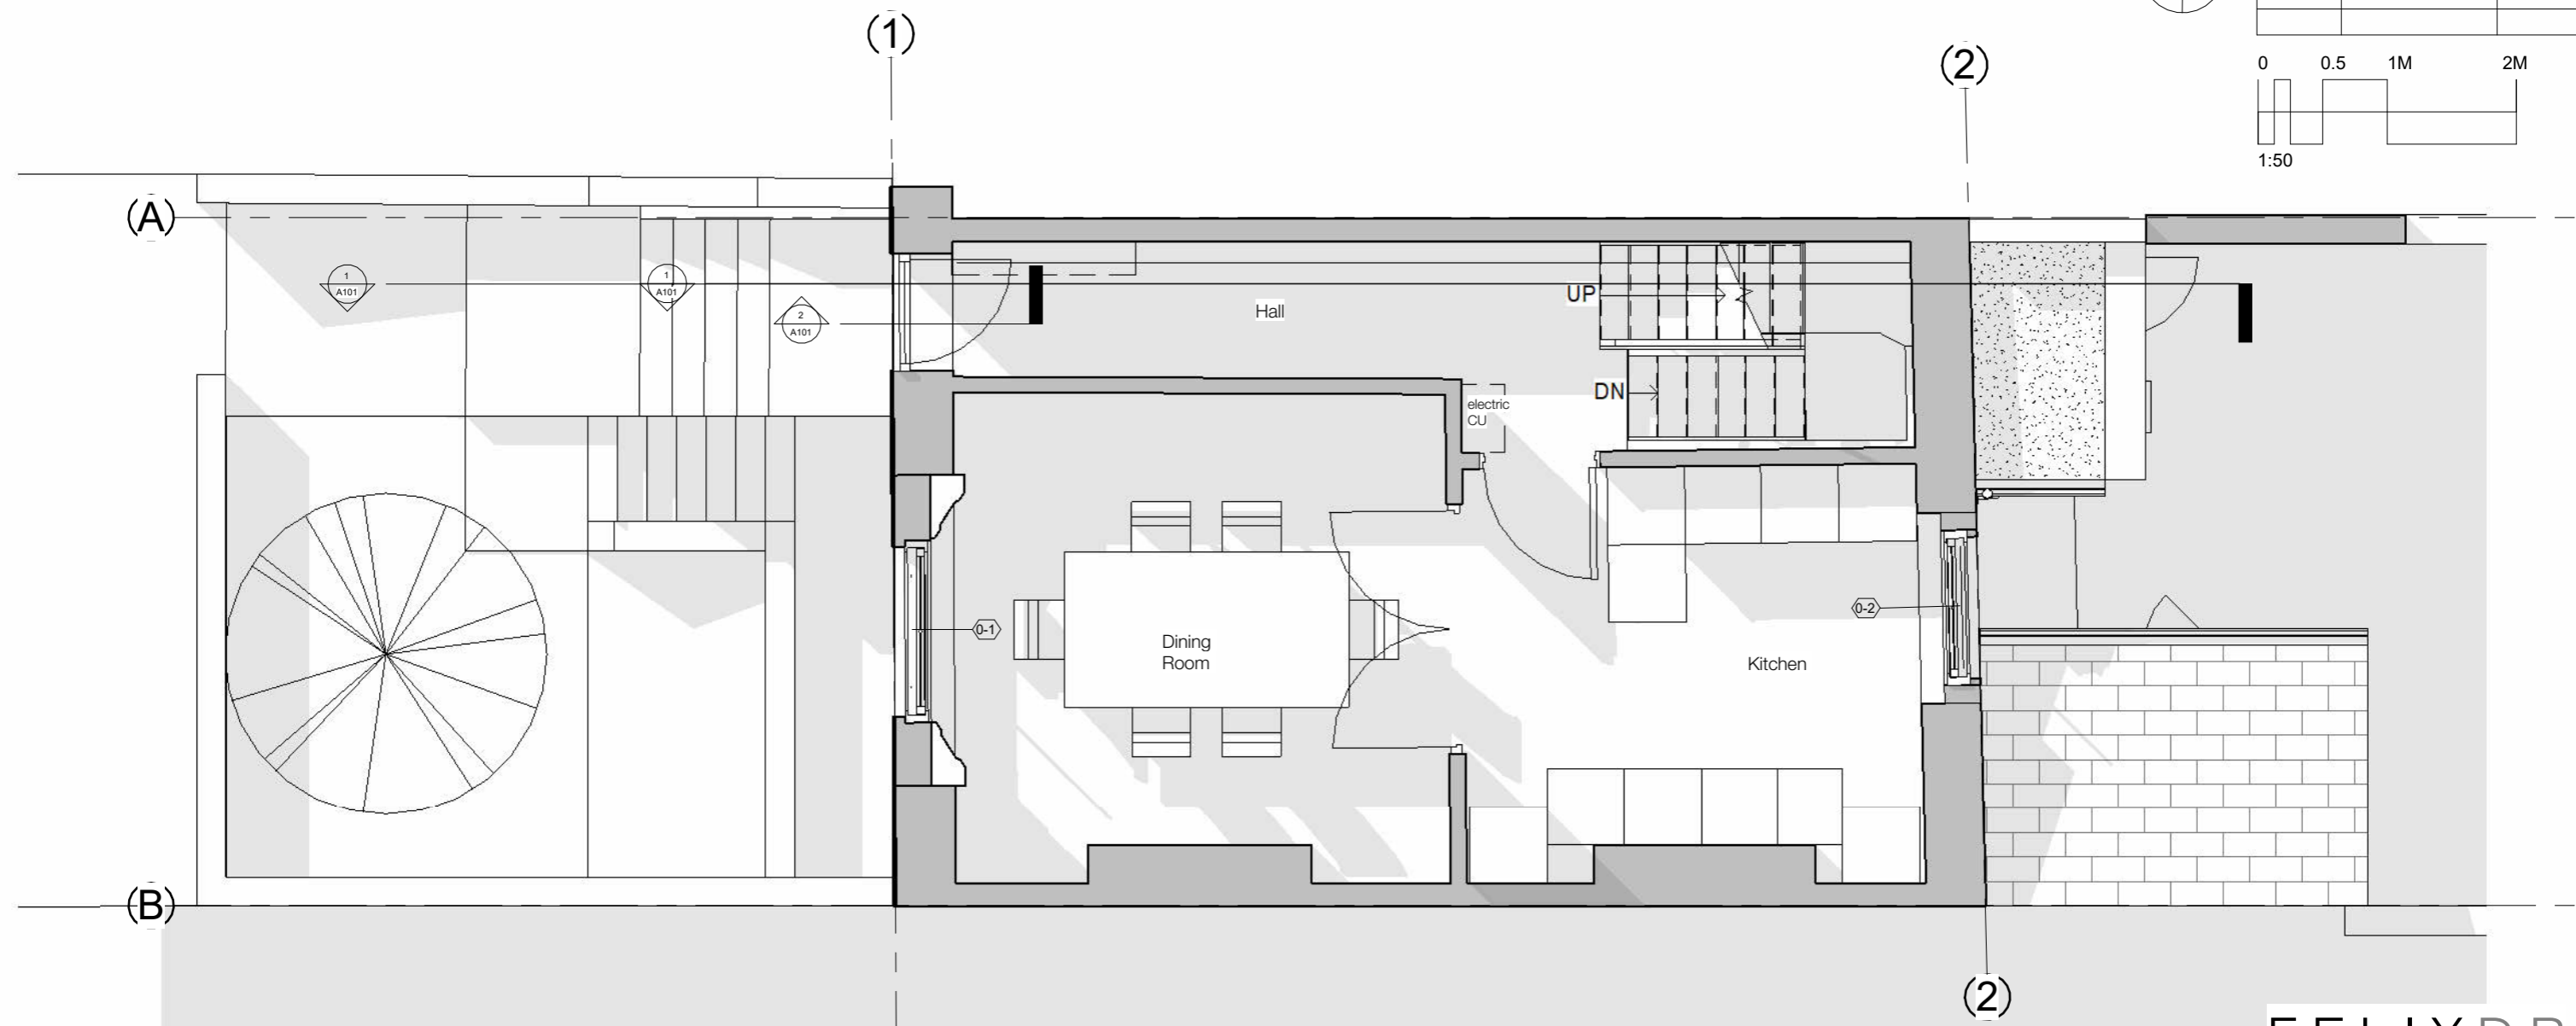 (1)
(2)
0 0.5 1M 2M
1:50
(A)
1
A101
1
A101
2
A101
Hall
UP
DN
electric
CU
0-1
0-2
Dining
Room
Kitchen
(B)
(2)